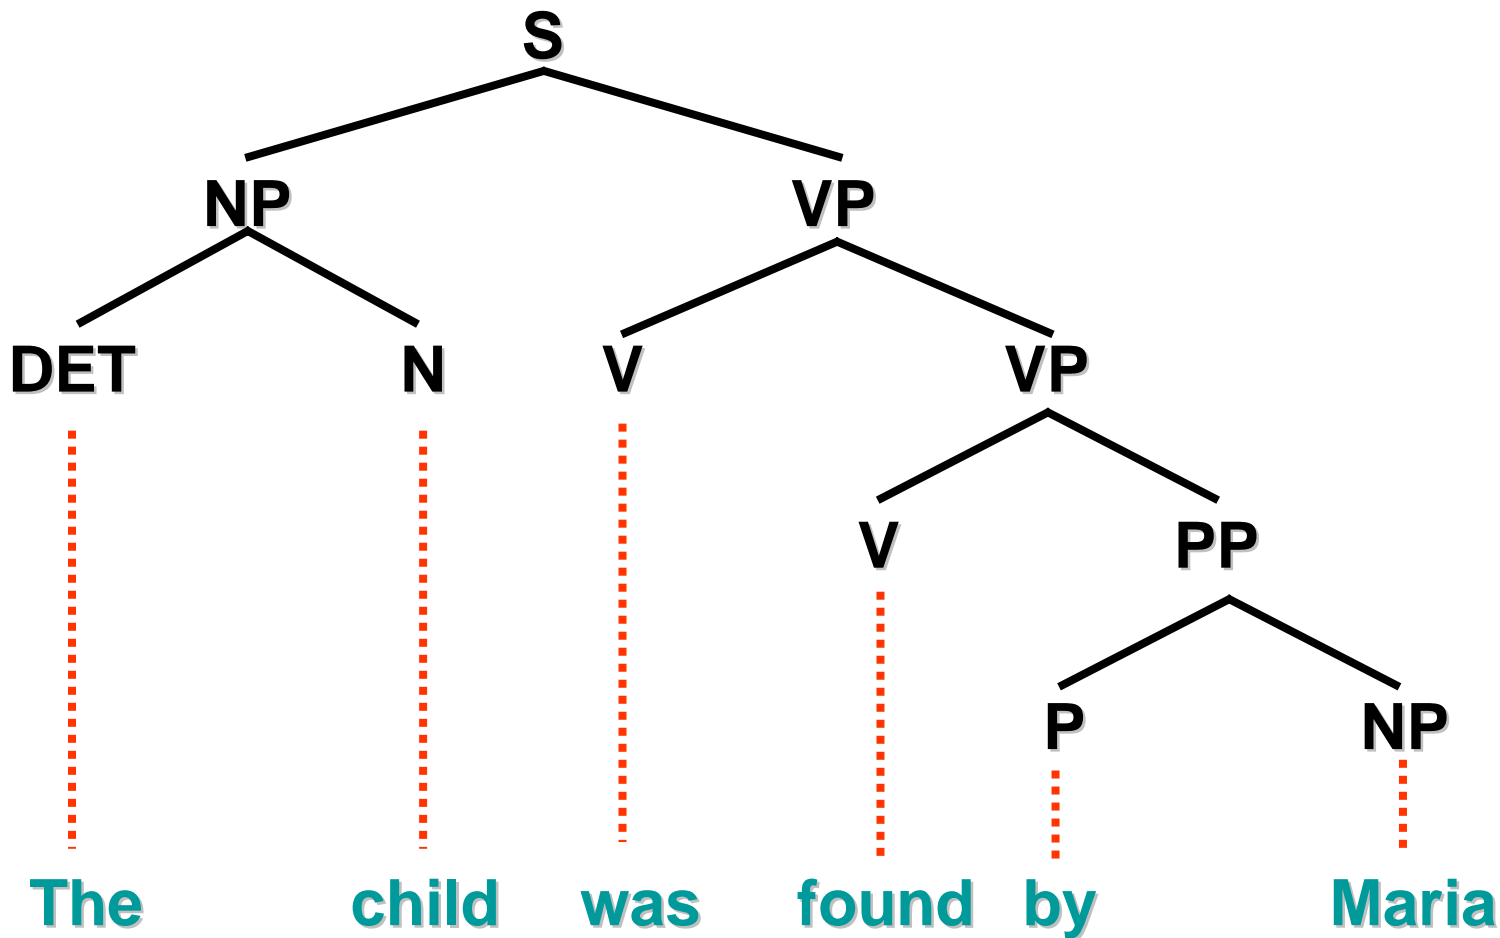 S
NP VP
DET N V VP
V PP
P NP
The child was found by Maria